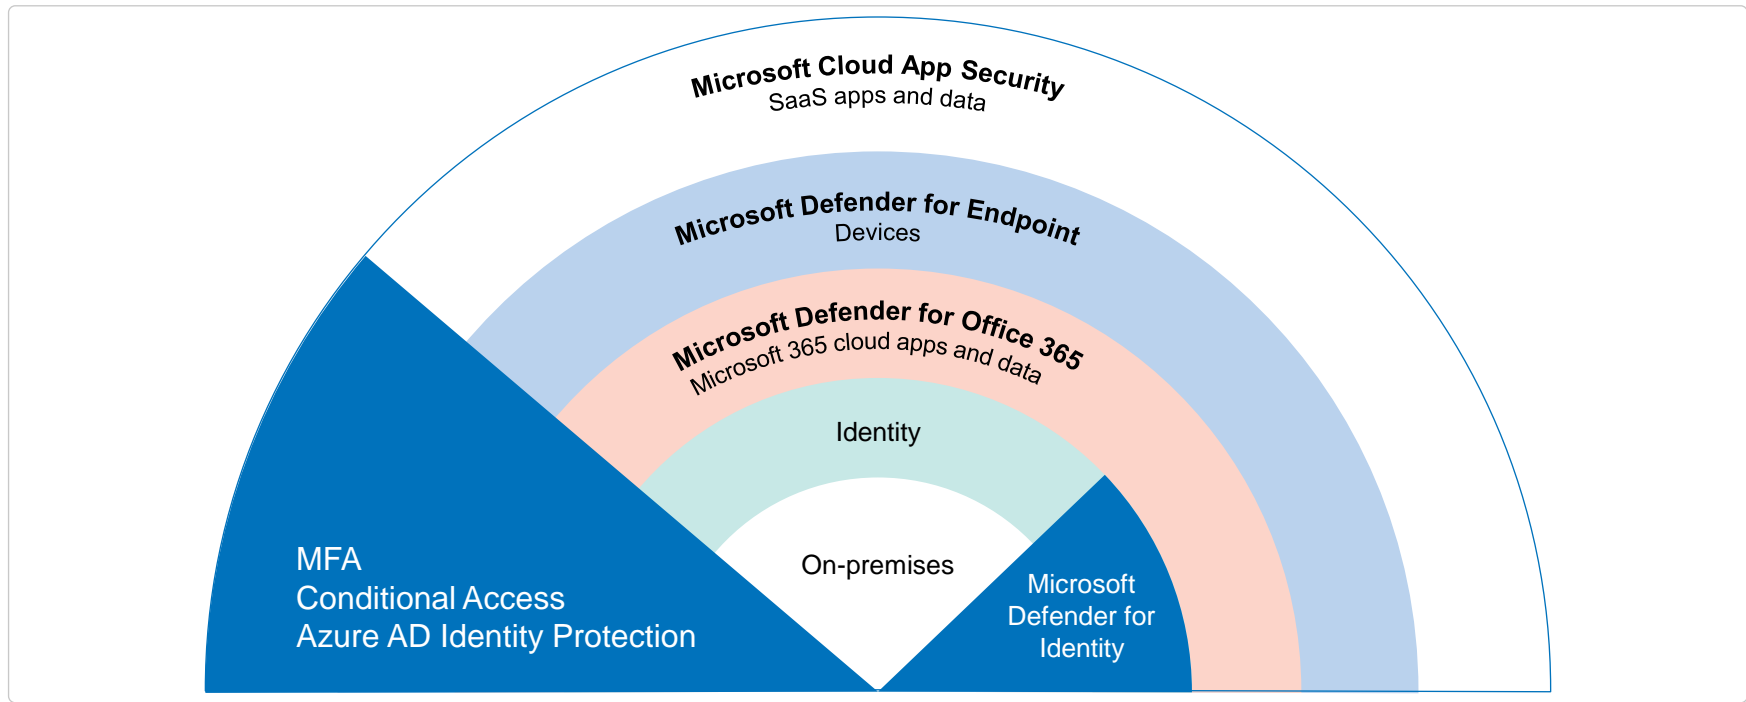 Microsoft Cloud App Security
SaaS apps and data
Microsoft Defender for Endpoint
Devices
Microsoft Defender for Office 365
Microsoft 365 cloud apps and data
Identity
On-premises
MFA
Conditional Access
Azure AD Identity Protection
Microsoft
Defender for
Identity